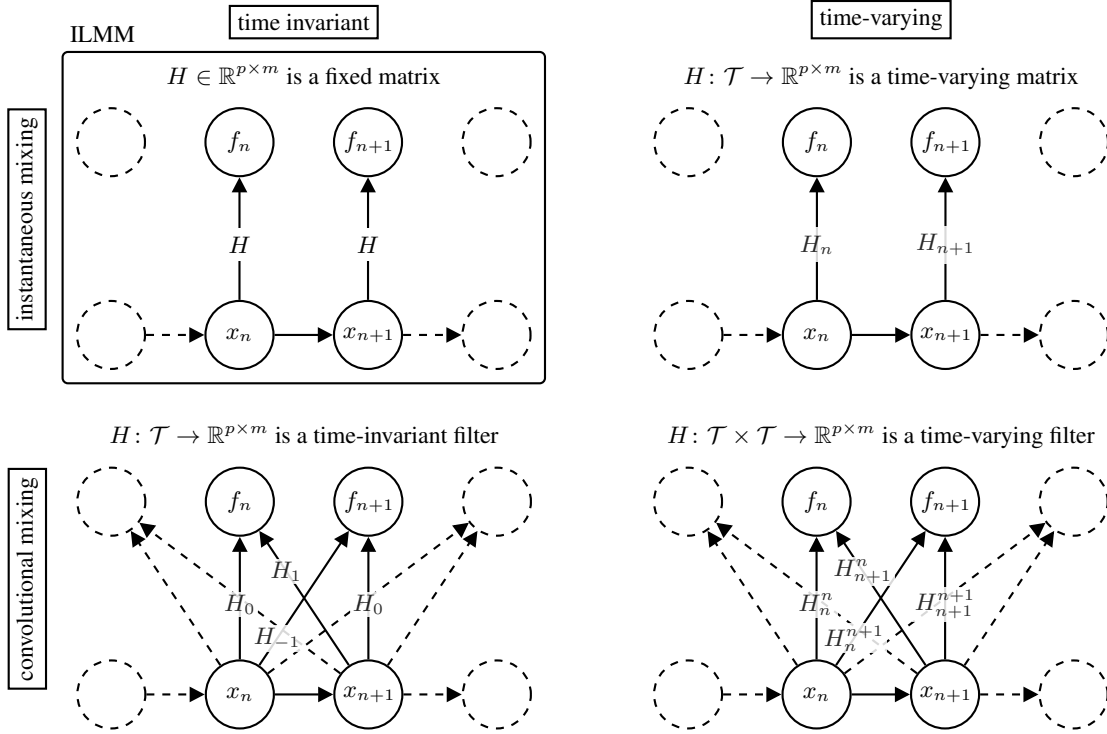 time invariant
time-varying
ILMM
instantaneous mixing
H ∈ ℝ^{p×m} is a fixed matrix
f_n
f_{n+1}
H
H
x_n
x_{n+1}
H: 𝒯 → ℝ^{p×m} is a time-varying matrix
f_n
f_{n+1}
H_n
H_{n+1}
x_n
x_{n+1}
convolutional mixing
H: 𝒯 → ℝ^{p×m} is a time-invariant filter
f_n
f_{n+1}
H_1
H_0
H_0
H_{-1}
x_n
x_{n+1}
H: 𝒯 × 𝒯 → ℝ^{p×m} is a time-varying filter
f_n
f_{n+1}
H^n_{n+1}
H^n_n
H^{n+1}_{n+1}
H^{n+1}_n
x_n
x_{n+1}